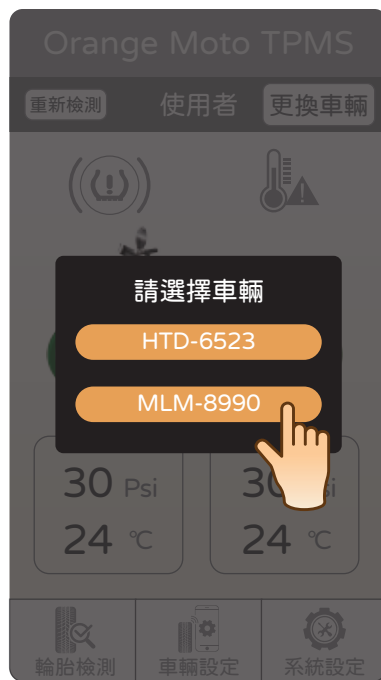 Orange Moto TPMS
重新檢測 使用者 更換車輛
請選擇車輛
HTD-6523
MLM-8990
30 Psi 30 Psi
24 ℃ 24 ℃
輪胎檢測 車輛設定 系統設定